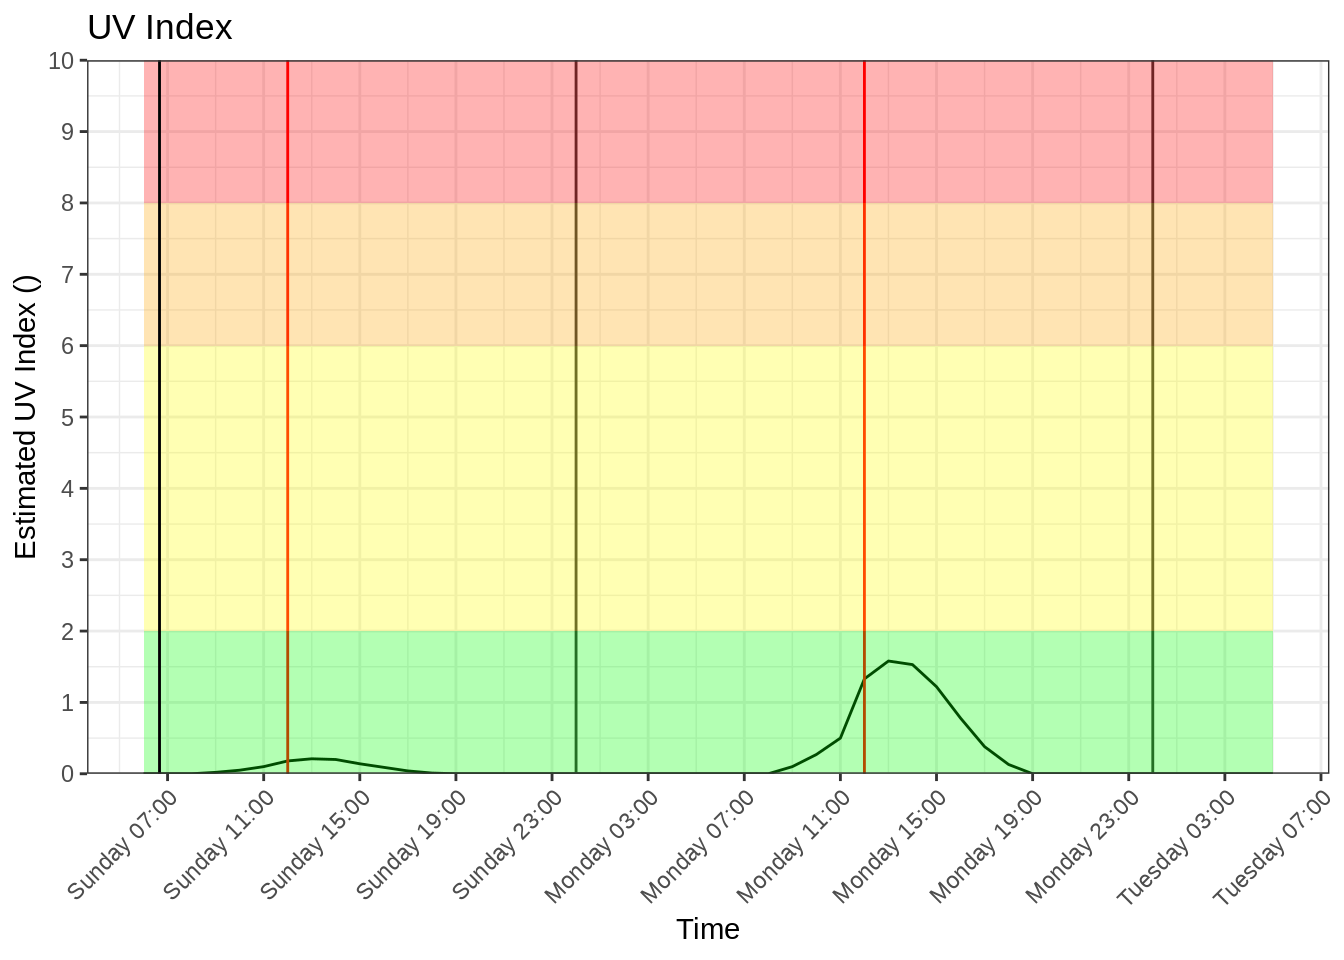 UV Index
Estimated UV Index ()
10
9
8
7
6
5
4
3
2
1
0
Sunday 07:00
Sunday 11:00
Sunday 15:00
Sunday 19:00
Sunday 23:00
Monday 03:00
Monday 07:00
Monday 11:00
Monday 15:00
Monday 19:00
Monday 23:00
Tuesday 03:00
Tuesday 07:00
Time